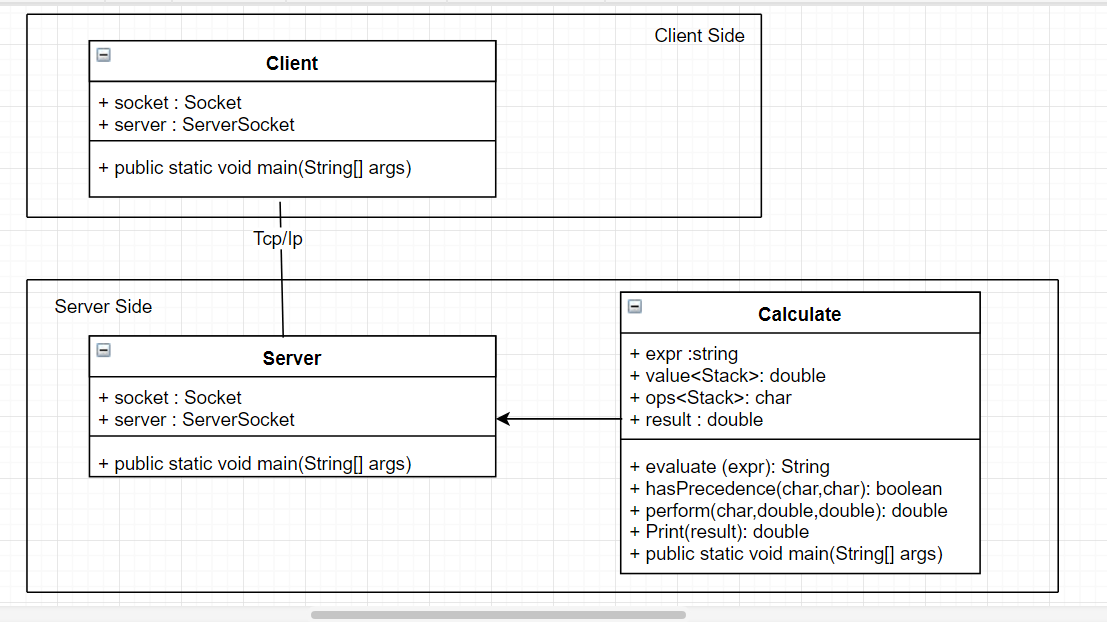 Client Side
Client
+ socket : Socket
+ server : ServerSocket
+ public static void main(String[] args)
Tcp/Ip
Server Side
Server
+ socket : Socket
+ server : ServerSocket
+ public static void main(String[] args)
Calculate
+ expr :string
+ value<Stack>: double
+ ops<Stack>: char
+ result : double
+ evaluate (expr): String
+ hasPrecedence(char,char): boolean
+ perform(char,double,double): double
+ Print(result): double
+ public static void main(String[] args)